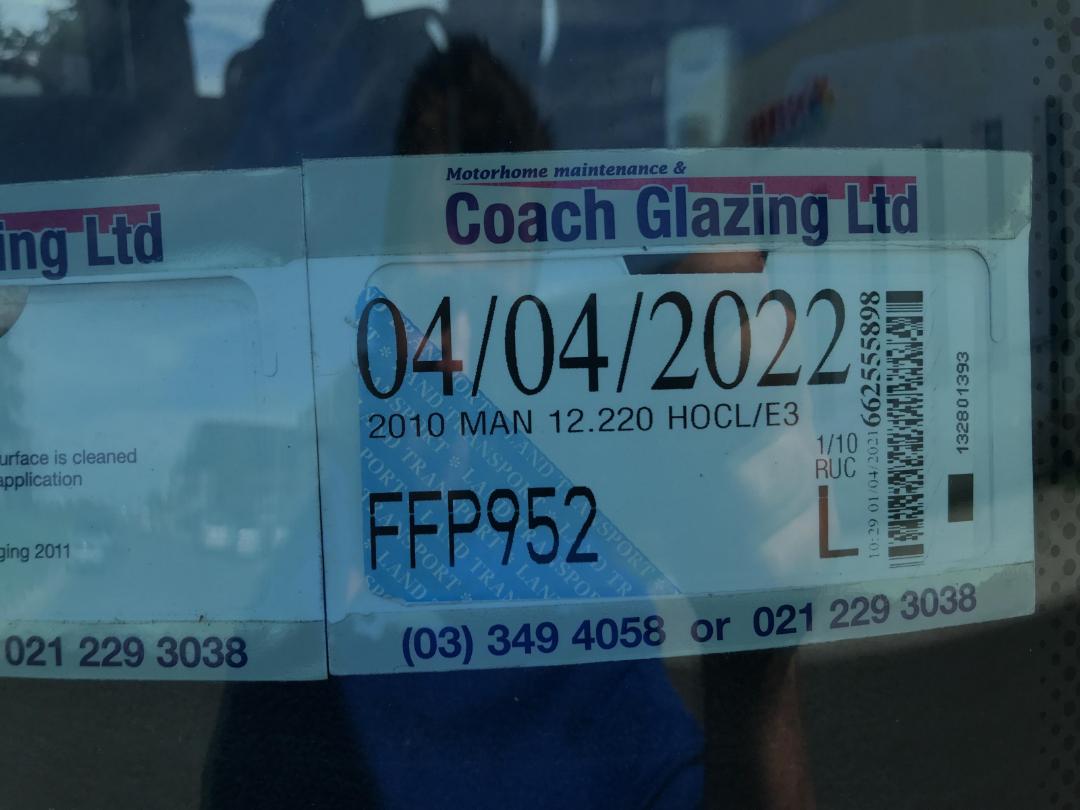 ing Ltd
urface is cleaned
application
ging 2011
021 229 3038
Motorhome maintenance &
Coach Glazing Ltd
04/04/2022
2010 MAN 12.220 HOCL/E3
1/10
RUC
FFP952
L
10:29 01/04/2021 662555898
132801393
LAND TRANSPORT
(03) 349 4058 or 021 229 3038